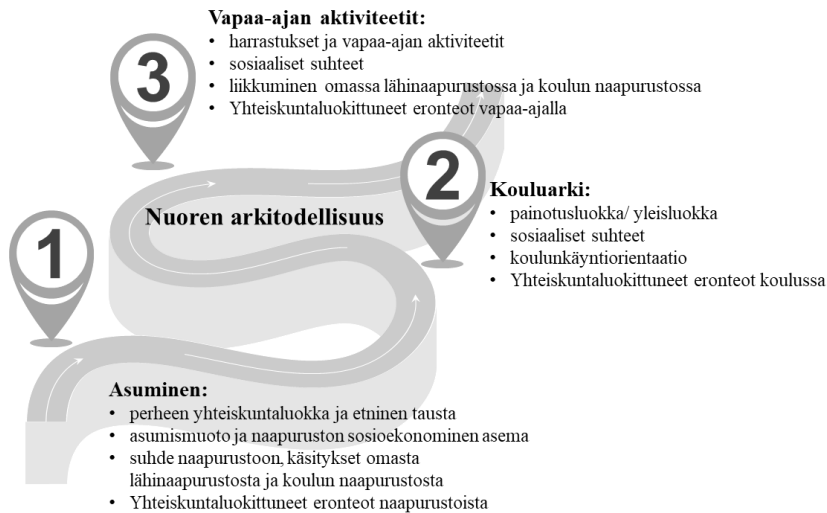 Vapaa-ajan aktiviteetit:
• harrastukset ja vapaa-ajan aktiviteetit
• sosiaaliset suhteet
• liikkuminen omassa lähinaapurustossa ja koulun naapurustossa
• Yhteiskuntaluokittuneet eronteot vapaa-ajalla
3
2
Kouluarki:
• painotusluokka/ yleisluokka
• sosiaaliset suhteet
• koulunkäyntiorientaatio
• Yhteiskuntaluokittuneet eronteot koulussa
Nuoren arkitodellisuus
1
Asuminen:
• perheen yhteiskuntaluokka ja etninen tausta
• asumismuoto ja naapuruston sosioekonominen asema
• suhde naapurustoon, käsitykset omasta
lähinaapurustosta ja koulun naapurustosta
• Yhteiskuntaluokittuneet eronteot naapurustoista